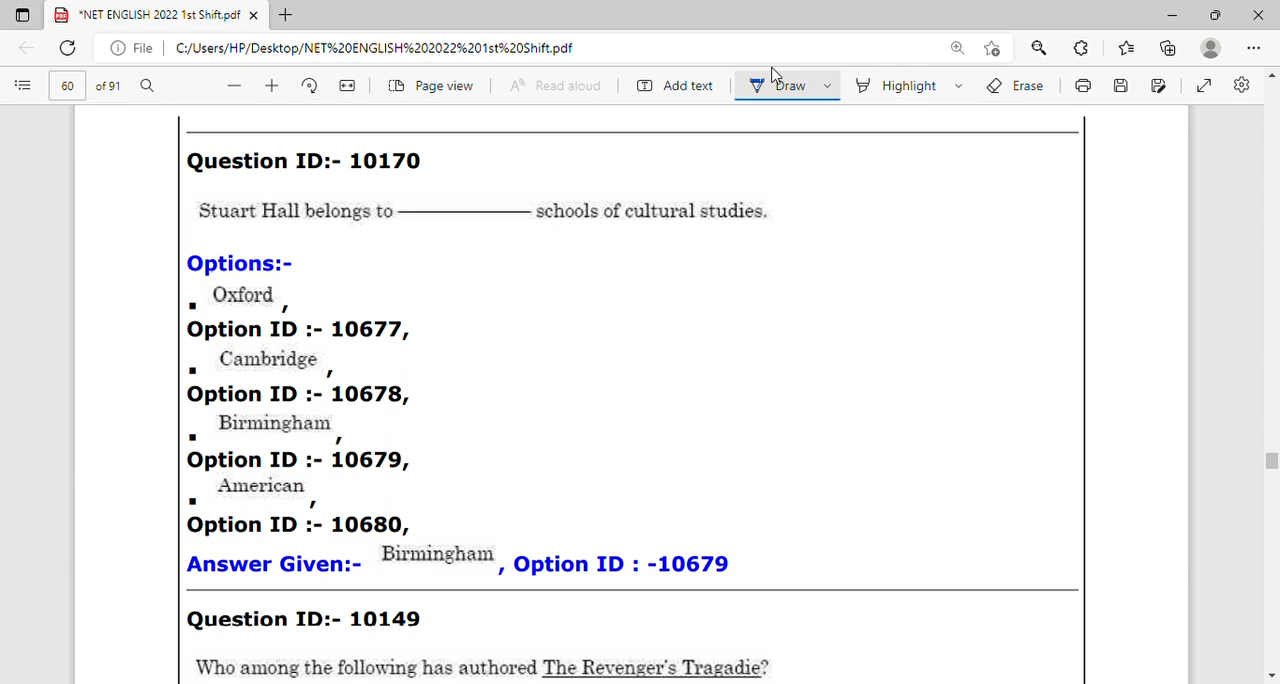 *NET ENGLISH 2022 1st Shift.pdf
File C:/Users/HP/Desktop/NET%20ENGLISH%202022%201st%20Shift.pdf
60 of 91 Page view Read aloud Add text Draw Highlight Erase
Question ID:- 10170
Stuart Hall belongs to ———— schools of cultural studies.
Options:-
▪ Oxford ,
Option ID :- 10677,
▪ Cambridge ,
Option ID :- 10678,
▪ Birmingham ,
Option ID :- 10679,
▪ American ,
Option ID :- 10680,
Answer Given:- Birmingham , Option ID : -10679
Question ID:- 10149
Who among the following has authored The Revenger's Tragadie?